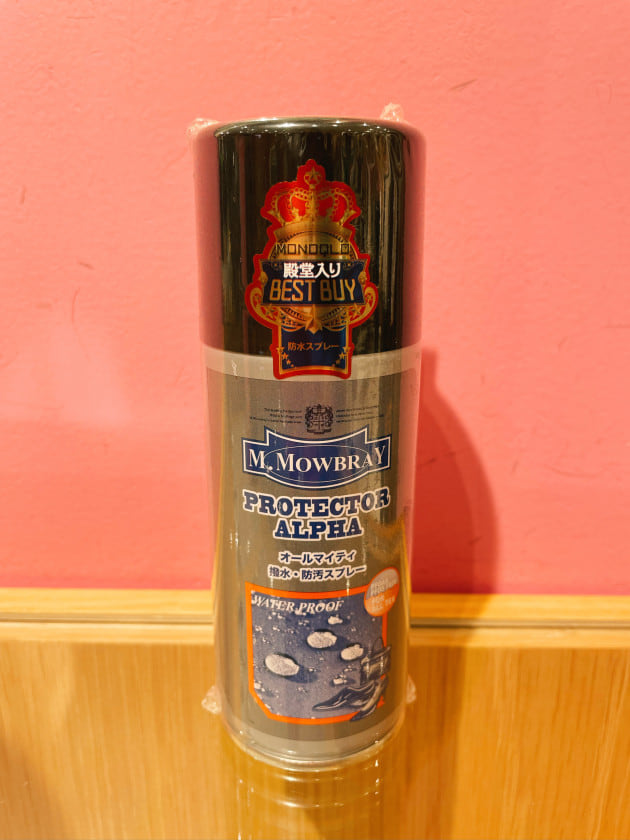 MONOQLO
殿堂入り
BEST BUY
防水スプレー
M. MOWBRAY
PROTECTOR
ALPHA
オールマイティ
撥水・防汚スプレー
WATER PROOF